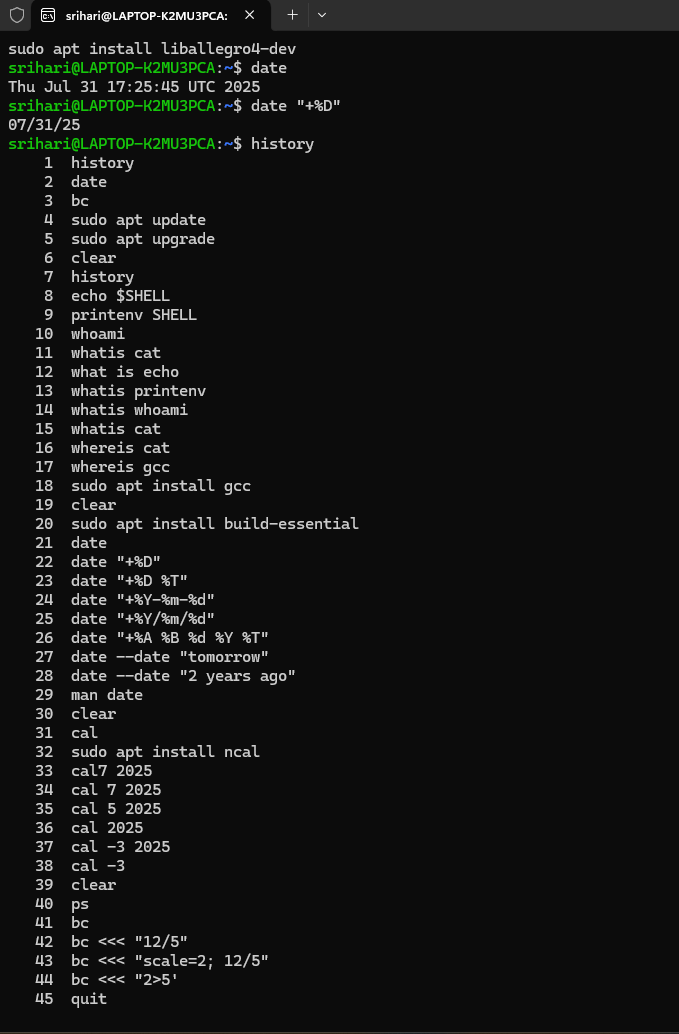 srihari@LAPTOP-K2MU3PCA:
sudo apt install liballegro4-dev
srihari@LAPTOP-K2MU3PCA:~$ date
Thu Jul 31 17:25:45 UTC 2025
srihari@LAPTOP-K2MU3PCA:~$ date "+%D"
07/31/25
srihari@LAPTOP-K2MU3PCA:~$ history
1 history
2 date
3 bc
4 sudo apt update
5 sudo apt upgrade
6 clear
7 history
8 echo $SHELL
9 printenv SHELL
10 whoami
11 whatis cat
12 what is echo
13 whatis printenv
14 whatis whoami
15 whatis cat
16 whereis cat
17 whereis gcc
18 sudo apt install gcc
19 clear
20 sudo apt install build-essential
21 date
22 date "+%D"
23 date "+%D %T"
24 date "+%Y-%m-%d"
25 date "+%Y/%m/%d"
26 date "+%A %B %d %Y %T"
27 date --date "tomorrow"
28 date --date "2 years ago"
29 man date
30 clear
31 cal
32 sudo apt install ncal
33 cal7 2025
34 cal 7 2025
35 cal 5 2025
36 cal 2025
37 cal -3 2025
38 cal -3
39 clear
40 ps
41 bc
42 bc <<< "12/5"
43 bc <<< "scale=2; 12/5"
44 bc <<< "2>5'
45 quit